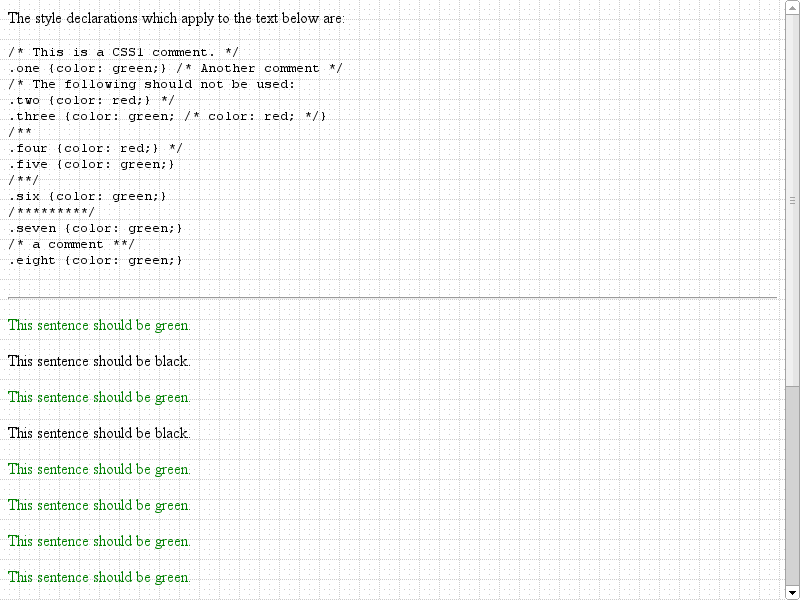 The style declarations which apply to the text below are:
/* This is a CSS1 comment. */
.one {color: green;} /* Another comment */
/* The following should not be used:
.two {color: red;} */
.three {color: green; /* color: red; */}
/**
.four {color: red;} */
.five {color: green;}
/**/
.six {color: green;}
/*********/
.seven {color: green;}
/* a comment **/
.eight {color: green;}
This sentence should be green.
This sentence should be black.
This sentence should be green.
This sentence should be black.
This sentence should be green.
This sentence should be green.
This sentence should be green.
This sentence should be green.